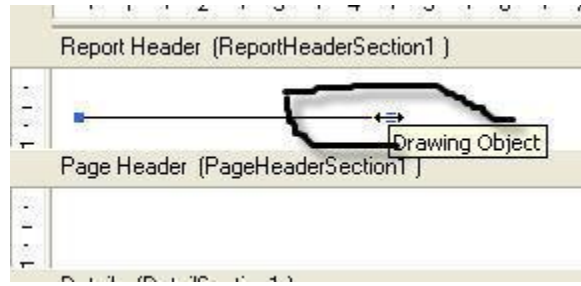 Report Header (ReportHeaderSection1 )
Drawing Object
Page Header (PageHeaderSection1 )